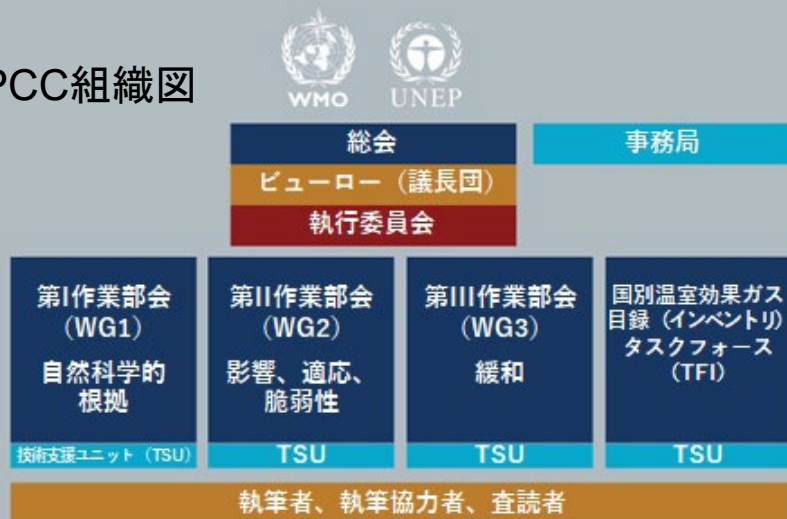 PCC組織図
WMO
UNEP
総会
事務局
ビューロー（議長団）
執行委員会
第I作業部会
（WG1）
自然科学的
根拠
技術支援ユニット（TSU）
第II作業部会
（WG2）
影響、適応、
脆弱性
TSU
第III作業部会
（WG3）
緩和
TSU
国別温室効果ガス
目録（インベントリ）
タスクフォース
（TFI）
TSU
執筆者、執筆協力者、査読者